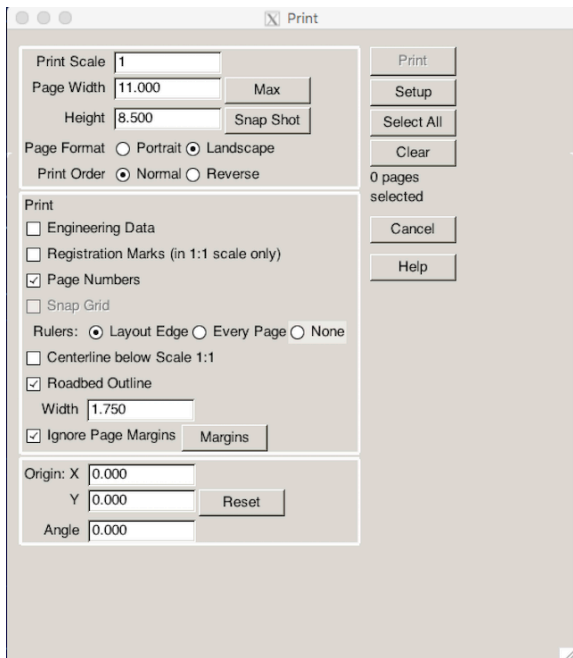 Print
Print Scale 1
Page Width 11.000 Max
Height 8.500 Snap Shot
Page Format Portrait Landscape
Print Order Normal Reverse
Print
Engineering Data
Registration Marks (in 1:1 scale only)
Page Numbers
Snap Grid
Rulers: Layout Edge Every Page None
Centerline below Scale 1:1
Roadbed Outline
Width 1.750
Ignore Page Margins Margins
Origin: X 0.000
Y 0.000 Reset
Angle 0.000
Print
Setup
Select All
Clear
0 pages
selected
Cancel
Help